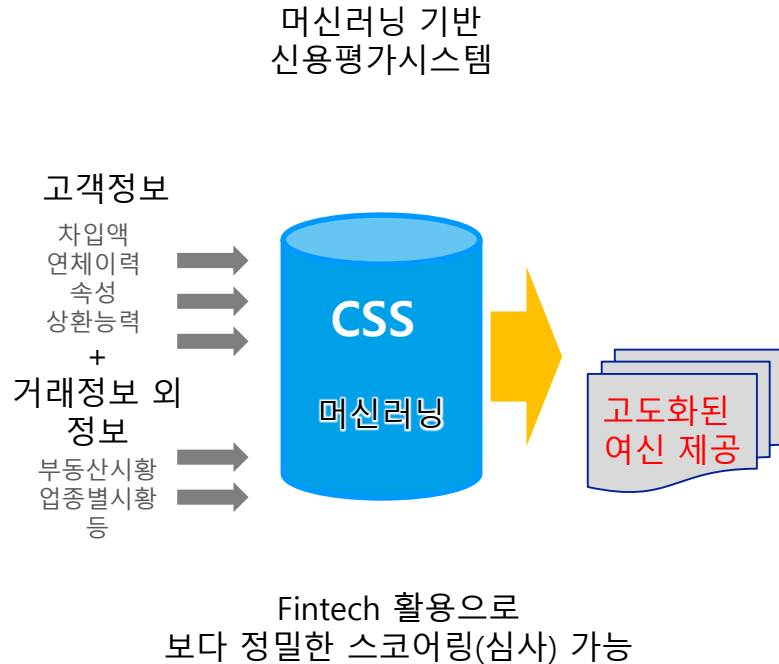 머신러닝 기반
신용평가시스템
고객정보
차입액
연체이력
속성
상환능력
+
거래정보 외
정보
부동산시황
업종별시황
등
CSS
머신러닝
고도화된
여신 제공
Fintech 활용으로
보다 정밀한 스코어링(심사) 가능